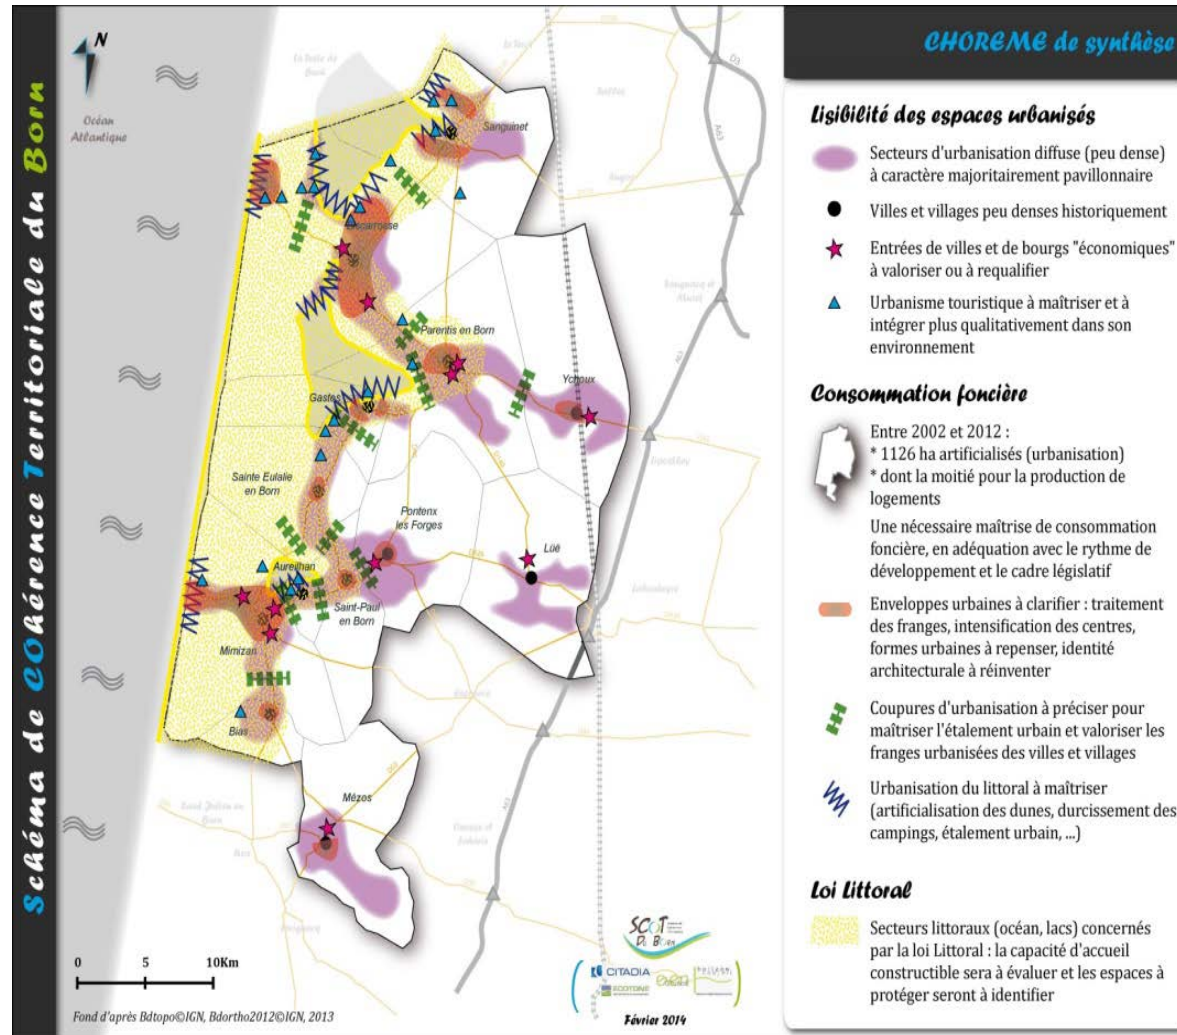 Schéma de COhérence Territoriale du Born
N
Océan
Atlantique
Sanguinet
Biscarrosse
Parentis en Born
Ychoux
Gastes
Sainte Eulalie
en Born
Pontenx
les Forges
Lüe
Aureilhan
Saint-Paul
en Born
Mimizan
Bias
Mézos
0 5 10Km
Fond d'après Bdtopo©IGN, Bdortho2012©IGN, 2013
SCOT
Du Born
CITADIA
ECOTONE
Février 2014
CHOREME de synthèse
Lisibilité des espaces urbanisés
Secteurs d'urbanisation diffuse (peu dense)
à caractère majoritairement pavillonnaire
Villes et villages peu denses historiquement
Entrées de villes et de bourgs "économiques"
à valoriser ou à requalifier
Urbanisme touristique à maîtriser et à
intégrer plus qualitativement dans son
environnement
Consommation foncière
Entre 2002 et 2012 :
* 1126 ha artificialisés (urbanisation)
* dont la moitié pour la production de
logements
Une nécessaire maîtrise de consommation
foncière, en adéquation avec le rythme de
développement et le cadre législatif
Enveloppes urbaines à clarifier : traitement
des franges, intensification des centres,
formes urbaines à repenser, identité
architecturale à réinventer
Coupures d'urbanisation à préciser pour
maîtriser l'étalement urbain et valoriser les
franges urbanisées des villes et villages
Urbanisation du littoral à maîtriser
(artificialisation des dunes, durcissement des
campings, étalement urbain, ...)
Loi Littoral
Secteurs littoraux (océan, lacs) concernés
par la loi Littoral : la capacité d'accueil
constructible sera à évaluer et les espaces à
protéger seront à identifier